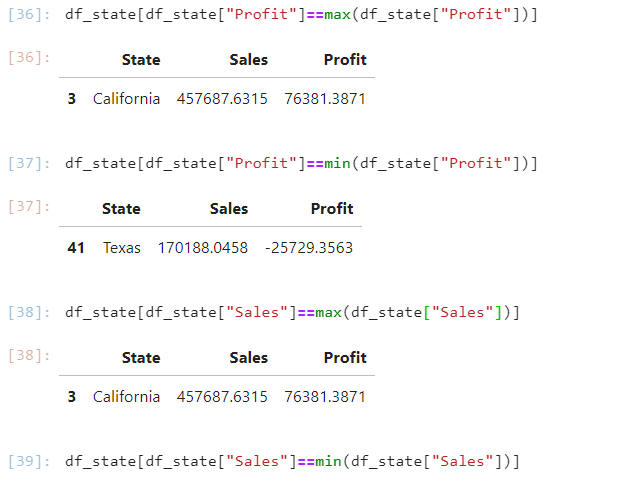 [36]: df_state[df_state["Profit"]==max(df_state["Profit"])]
[36]:
State Sales Profit
3 California 457687.6315 76381.3871
[37]: df_state[df_state["Profit"]==min(df_state["Profit"])]
[37]:
State Sales Profit
41 Texas 170188.0458 -25729.3563
[38]: df_state[df_state["Sales"]==max(df_state["Sales"])]
[38]:
State Sales Profit
3 California 457687.6315 76381.3871
[39]: df_state[df_state["Sales"]==min(df_state["Sales"])]